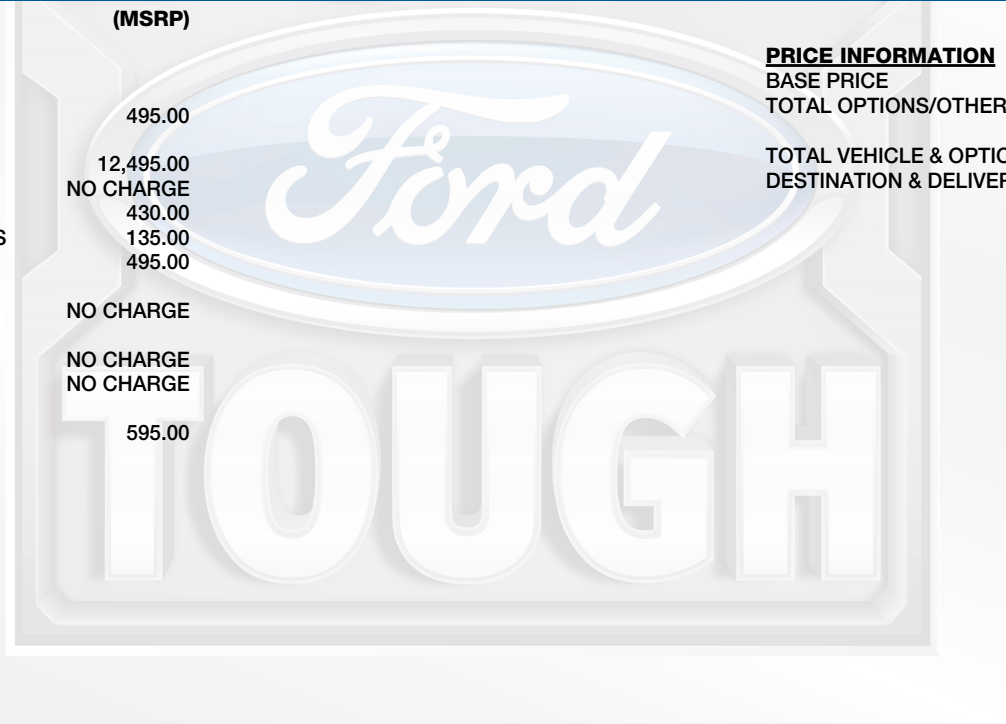 (MSRP)
495.00
12,495.00
NO CHARGE
430.00
S 135.00
495.00
NO CHARGE
NO CHARGE
NO CHARGE
595.00
PRICE INFORMATION
BASE PRICE
TOTAL OPTIONS/OTHER
TOTAL VEHICLE & OPTIO
DESTINATION & DELIVER
Ford
TOUGH